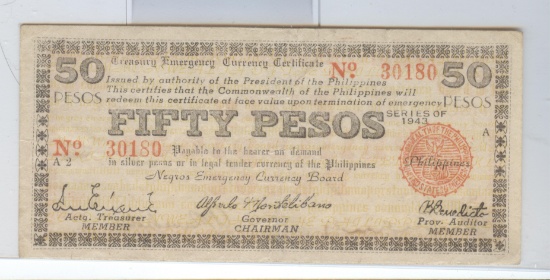 Treasury Emergency Currency Certificate
50 PESOS
No 30180
50 PESOS
Issued by authority of the President of the Philippines
This certifies that the Commonwealth of the Philippines will
redeem this certificate at face value upon termination of emergency
FIFTY PESOS
SERIES OF
1943
A
No 30180
A 2
Payable to the bearer on demand
in silver pesos or in legal tender currency of the Philippines
Negros Emergency Currency Board
Philippines
Alfredo Montelibano
Actg. Treasurer
MEMBER
Governor
CHAIRMAN
Prov. Auditor
MEMBER